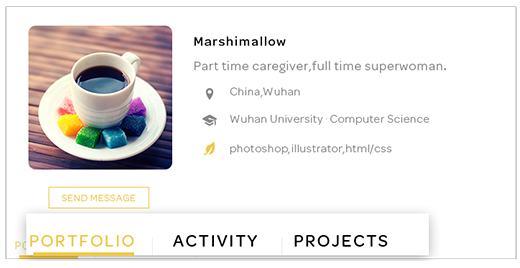 Marshimallow
Part time caregiver,full time superwoman.
China,Wuhan
Wuhan University · Computer Science
photoshop,illustrator,html/css
SEND MESSAGE
PORTFOLIO ACTIVITY PROJECTS